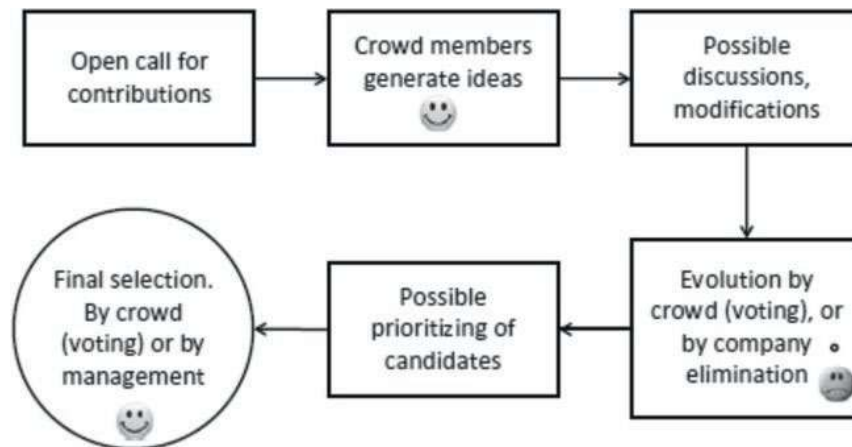 Open call for
contributions
Crowd members
generate ideas
Possible
discussions,
modifications
Evolution by
crowd (voting), or
by company
elimination
Possible
prioritizing of
candidates
Final selection.
By crowd
(voting) or by
management